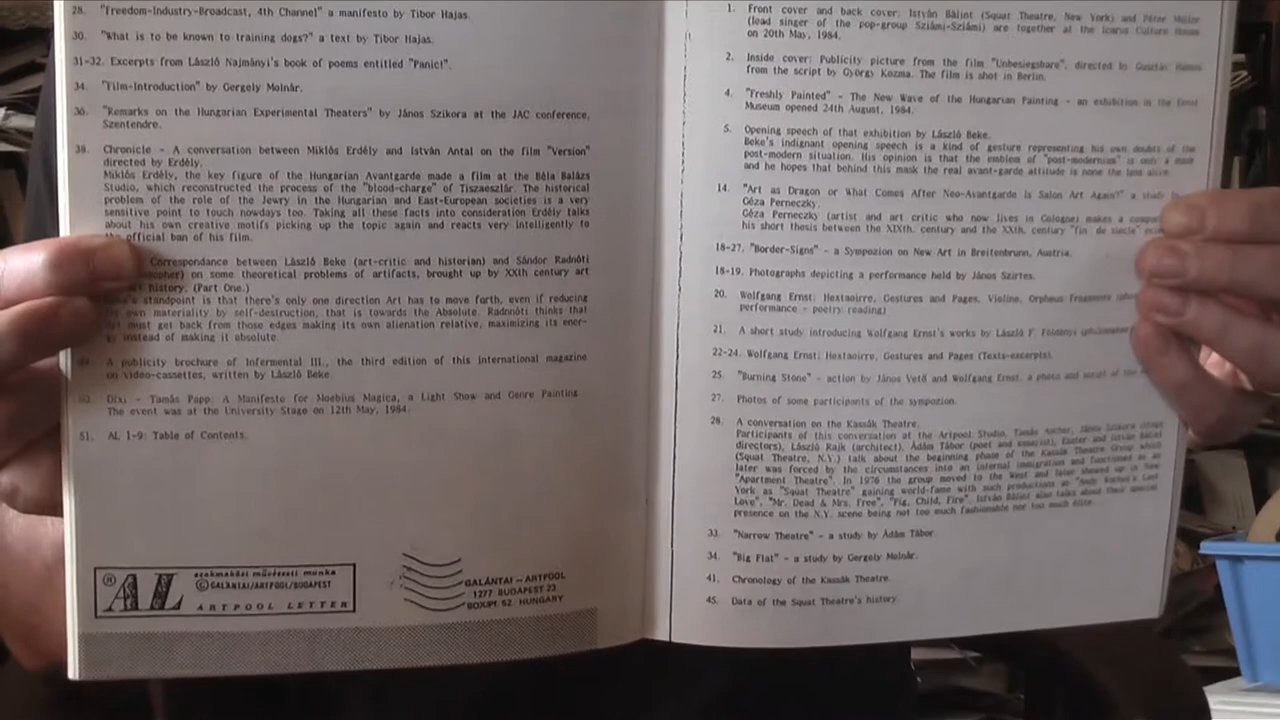 28. "Freedom-Industry-Broadcast, 4th Channel" a manifesto by Tibor Hajas.
30. "What is to be known to training dogs?" a text by Tibor Hajas.
31-32. Excerpts from László Najmányi's book of poems entitled "Panic!".
34. "Film-Introduction" by Gergely Molnár.
36. "Remarks on the Hungarian Experimental Theaters" by János Szikora at the JAC conference,
Szentendre.
38. Chronicle - A conversation between Miklós Erdély and István Antal on the film "Version"
directed by Erdély.
Miklós Erdély, the key figure of the Hungarian Avantgarde made a film at the Béla Balázs
Studio, which reconstructed the process of the "blood-charge" of Tiszaeszlár. The historical
problem of the role of the Jewry in the Hungarian and East-European societies is a very
sensitive point to touch nowdays too. Taking all these facts into consideration Erdély talks
about his own creative motifs picking up the topic again and reacts very intelligently to
the official ban of his film.
Correspondance between László Beke (art-critic and historian) and Sándor Radnóti
on some theoretical problems of artifacts, brought up by XXth century art
history. (Part One.)
standpoint is that there's only one direction Art has to move forth, even if reducing
own materiality by self-destruction, that is towards the Absolute. Radnnóti thinks that
must get back from those edges making its own alienation relative, maximizing its ener-
gy instead of making it absolute.
A publicity brochure of Infermental III., the third edition of this International magazine
on video-cassettes, written by László Beke.
Dixi - Tamás Papp: A Manifesto for Moebius Magica, a Light Show and Genre Painting.
The event was at the University Stage on 12th May, 1984.
51. AL 1-9: Table of Contents.
® AL
szakmaközi művészeti munka
© GALÁNTAI/ARTPOOL/BUDAPEST
ARTPOOL LETTER
GALÁNTAI - ARTPOOL
1277 BUDAPEST 23
BOX/Pf. 52. HUNGARY
1. Front cover and back cover: István Bálint (Squat Theatre, New York) and Péter Müller
(lead singer of the pop-group Sziámi-Sziámi) are together at the Ikarus Culture House
on 20th May, 1984.
2. Inside cover: Publicity picture from the film "Unbesiegbare", directed by Gusztáv Hámos
from the script by György Kozma. The film is shot in Berlin.
4. "Freshly Painted" - The New Wave of the Hungarian Painting - an exhibition in the Ernst
Museum opened 24th August, 1984.
5. Opening speech of that exhibition by László Beke.
Beke's indignant opening speech is a kind of gesture representing his own doubts of the
post-modern situation. His opinion is that the emblem of "post-modernism" is only a mask
and he hopes that behind this mask the real avant-garde attitude is none the less alive.
14. "Art as Dragon or What Comes After Neo-Avantgarde is Salon Art Again?" a study by
Géza Perneczky.
Géza Perneczky (artist and art critic who now lives in Cologne) makes a
his short thesis between the XIXth. century and the XXth. century "fin de siecle"
18-27. "Border-Signs" - a Sympozion on New Art in Breitenbrunn, Austria.
18-19. Photographs depicting a performance held by János Szirtes.
20. Wolfgang Ernst: Hextaoirre, Gestures and Pages, Violine, Orpheus Fragments
performance - poetry reading)
21. A short study introducing Wolfgang Ernst's works by László F. Földényi
22-24. Wolfgang Ernst: Hextaoirre, Gestures and Pages (Texts-excerpts).
25. "Burning Stone" - action by János Vető and Wolfgang Ernst, a photo and script of the
27. Photos of some participants of the sympozion.
28. A conversation on the Kassák Theatre.
Participants of this conversation at the Artpool Studio, Tamás Ascher, János Szikora
directors), László Rajk (architect), Ádám Tábor (poet and essayist), Eszter and István Bálint
(Squat Theatre, N.Y.) talk about the beginning phase of the Kassák Theatre Group which
later was forced by the circumstances into an internal immigration and functioned as an
"Apartment Theatre". In 1976 the group moved to the West and later showed up in New
York as "Squat Theatre" gaining world-fame with such productions as "Andy Warhol's Last
Love", "Mr. Dead & Mrs. Free", "Pig, Child, Fire". István Bálint also talks about their special
presence on the N.Y. scene being not too much fashionable nor too much elite.
33. "Narrow Theatre" - a study by Ádám Tábor.
34. "Big Flat" - a study by Gergely Molnár.
41. Chronology of the Kassák Theatre.
45. Data of the Squat Theatre's history.